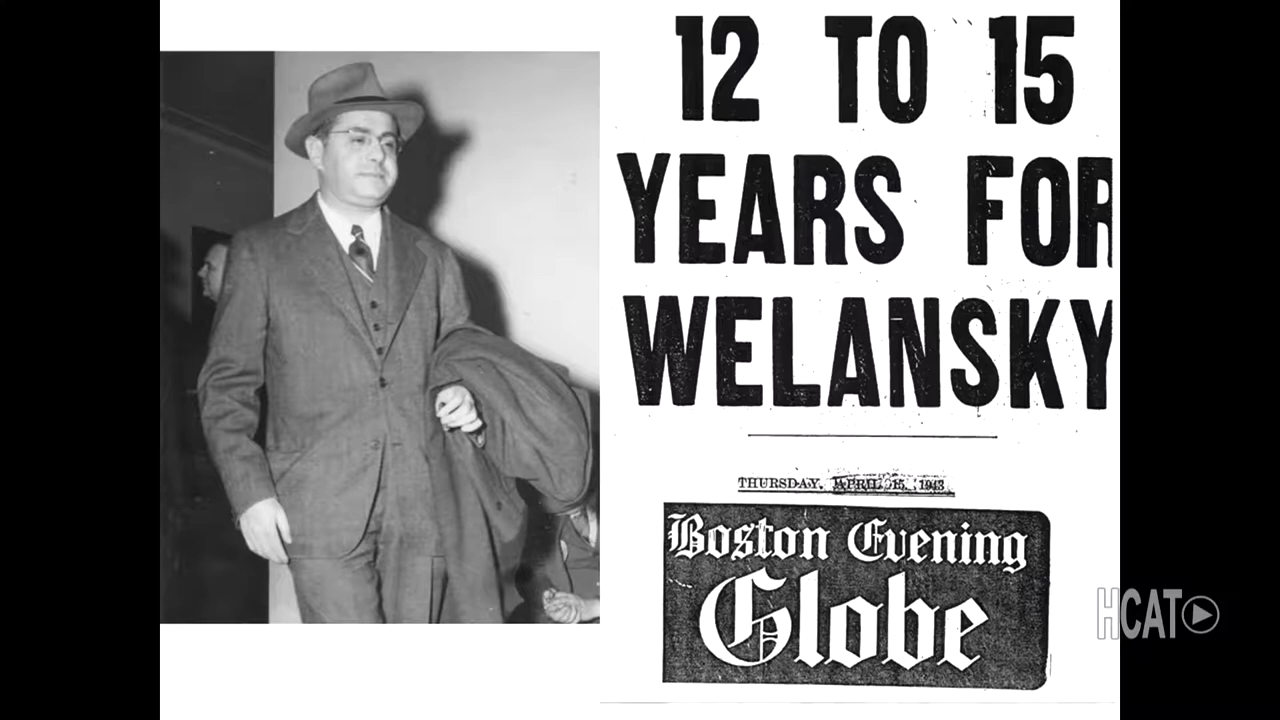 12 TO 15
YEARS FOR
WELANSKY
THURSDAY, APRIL 15, 1943
Boston Evening
Globe
HCAT